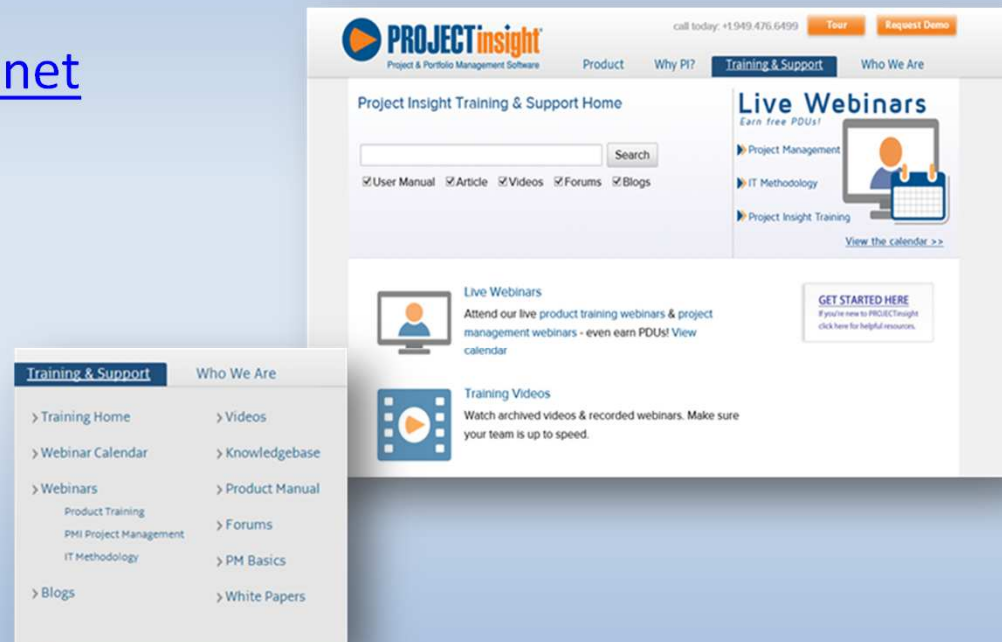 net
PROJECTinsight
Project & Portfolio Management Software
call today: +1.949.476.6499
Tour
Request Demo
Product
Why PI?
Training & Support
Who We Are
Project Insight Training & Support Home
Search
User Manual
Article
Videos
Forums
Blogs
Live Webinars
Earn free PDUs!
Project Management
IT Methodology
Project Insight Training
View the calendar >>
Live Webinars
Attend our live product training webinars & project
management webinars - even earn PDUs! View
calendar
GET STARTED HERE
If you're new to PROJECTinsight
click here for helpful resources.
Training Videos
Watch archived videos & recorded webinars. Make sure
your team is up to speed.
Training & Support
Who We Are
> Training Home
> Webinar Calendar
> Webinars
Product Training
PMI Project Management
IT Methodology
> Blogs
> Videos
> Knowledgebase
> Product Manual
> Forums
> PM Basics
> White Papers